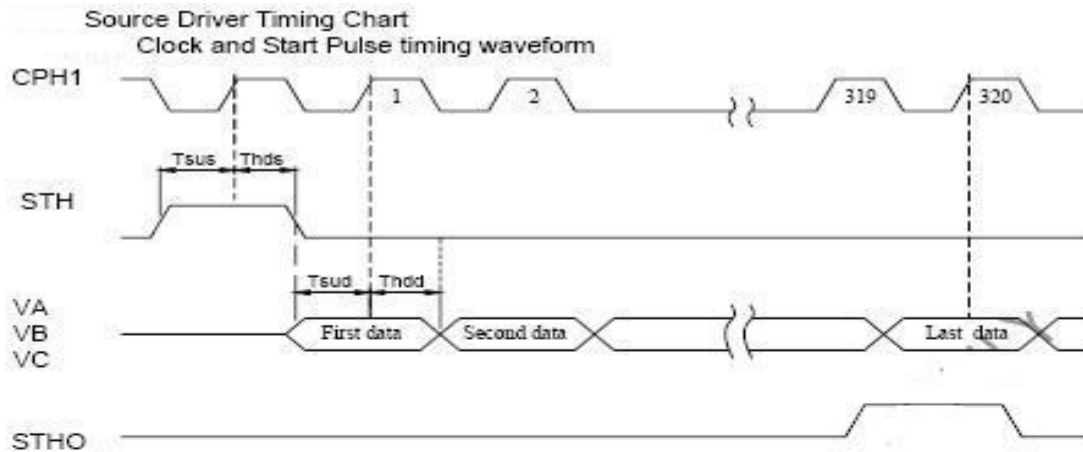 Source Driver Timing Chart
Clock and Start Pulse timing waveform
CPH1
1 2 319 320
Tsus Thds
STH
Tsud Thdd
VA
VB First data Second data Last data
VC
STHO